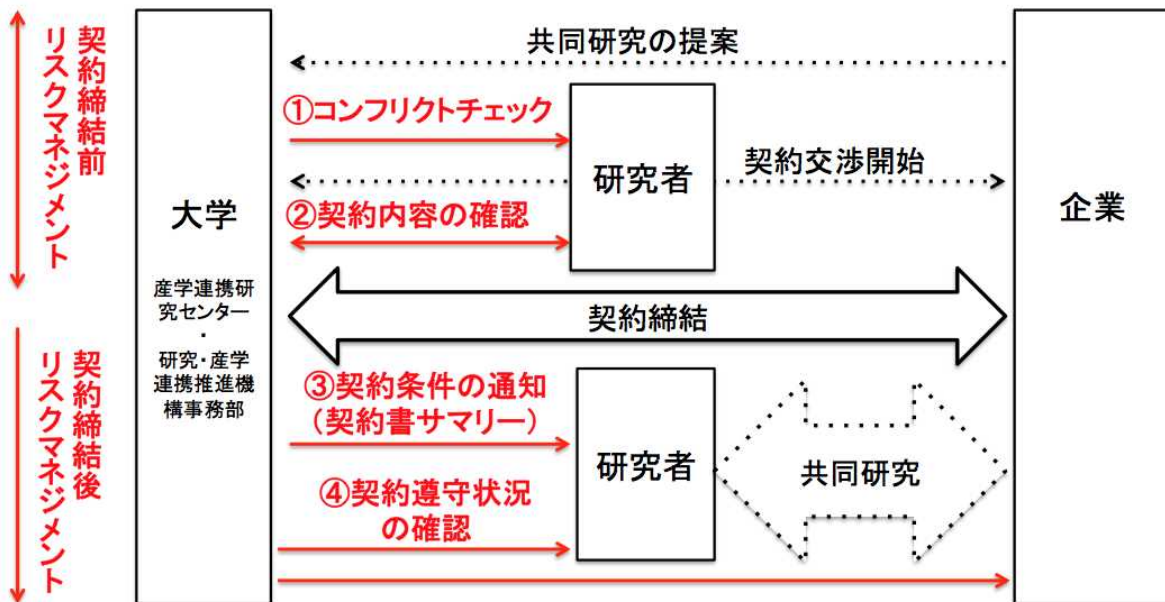 契約締結前
リスクマネジメント
共同研究の提案
①コンフリクトチェック
研究者
契約交渉開始
②契約内容の確認
大学
産学連携研
究センター
・
研究・産学
連携推進機
構事務部
企業
契約締結
契約締結後
リスクマネジメント
③契約条件の通知
（契約書サマリー）
研究者
共同研究
④契約遵守状況
の確認